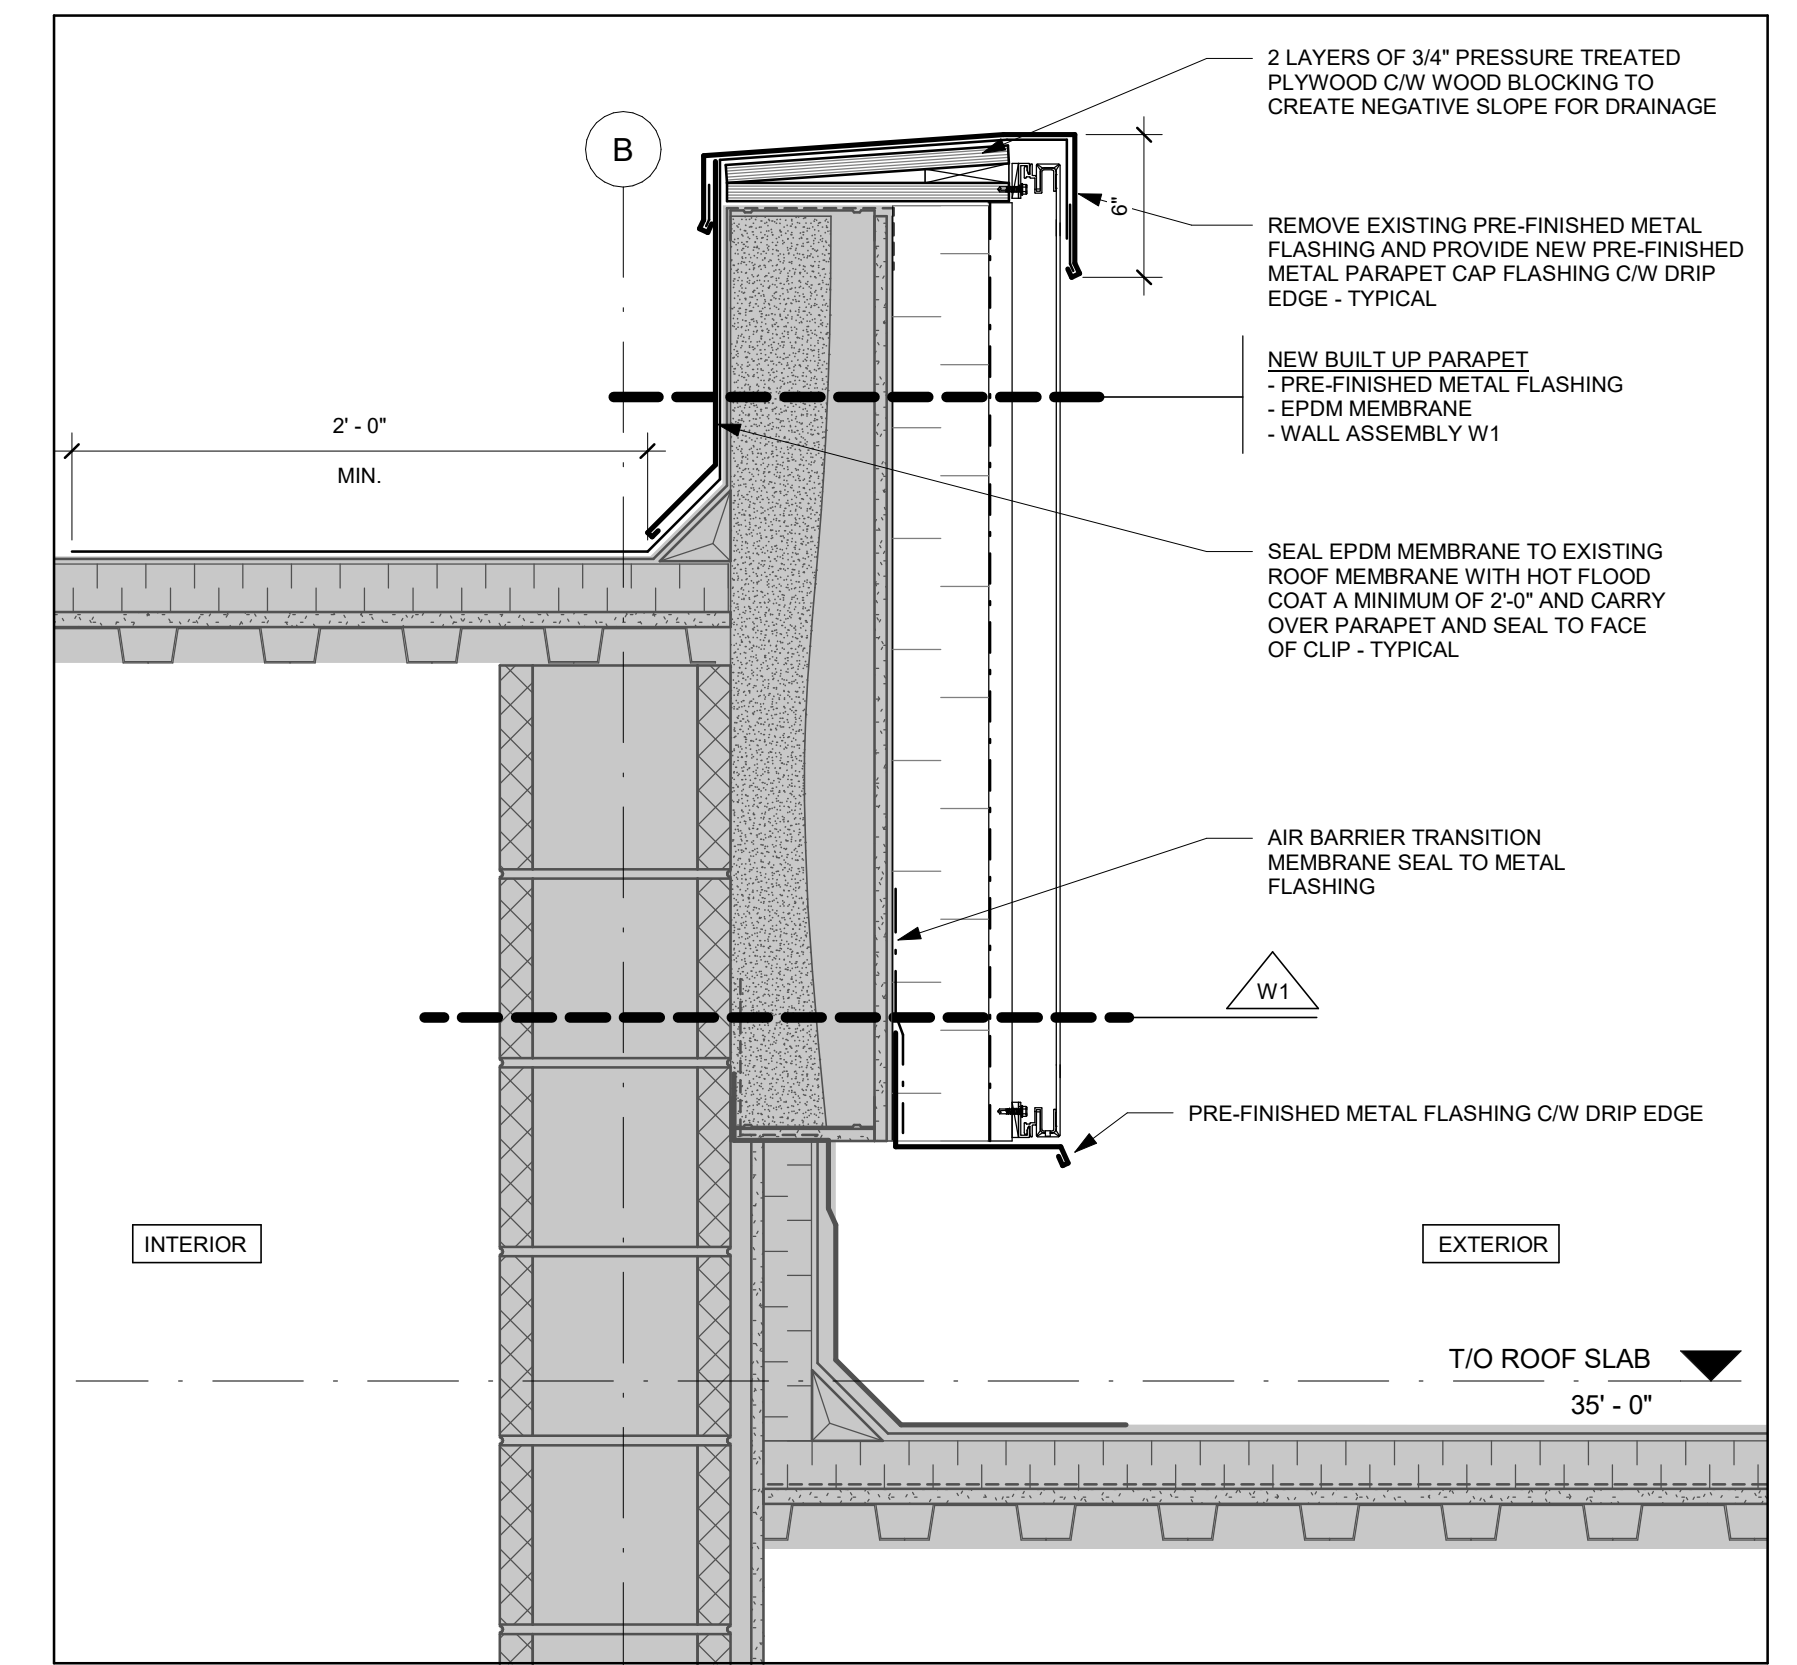 2 LAYERS OF 3/4" PRESSURE TREATED
PLYWOOD C/W WOOD BLOCKING TO
CREATE NEGATIVE SLOPE FOR DRAINAGE
B
6"
REMOVE EXISTING PRE-FINISHED METAL
FLASHING AND PROVIDE NEW PRE-FINISHED
METAL PARAPET CAP FLASHING C/W DRIP
EDGE - TYPICAL
NEW BUILT UP PARAPET
- PRE-FINISHED METAL FLASHING
- EPDM MEMBRANE
- WALL ASSEMBLY W1
2' - 0"
MIN.
SEAL EPDM MEMBRANE TO EXISTING
ROOF MEMBRANE WITH HOT FLOOD
COAT A MINIMUM OF 2'-0" AND CARRY
OVER PARAPET AND SEAL TO FACE
OF CLIP - TYPICAL
AIR BARRIER TRANSITION
MEMBRANE SEAL TO METAL
FLASHING
W1
PRE-FINISHED METAL FLASHING C/W DRIP EDGE
INTERIOR
EXTERIOR
T/O ROOF SLAB
35' - 0"